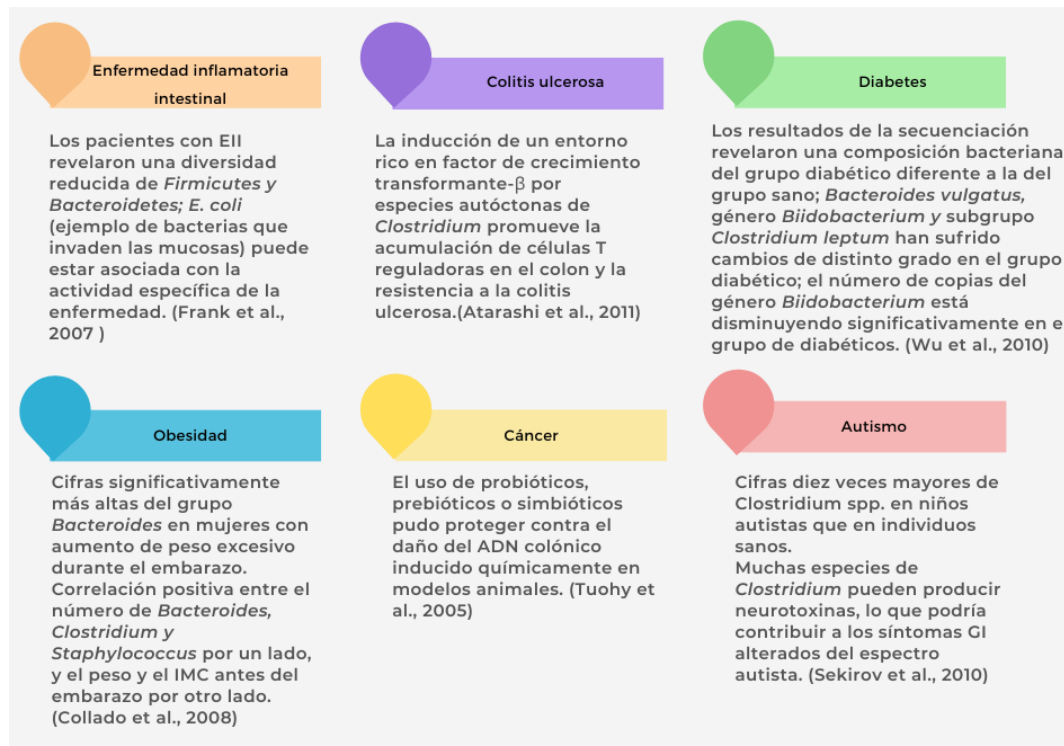 Enfermedad inflamatoria
intestinal
Los pacientes con EII
revelaron una diversidad
reducida de Firmicutes y
Bacteroidetes; E. coli
(ejemplo de bacterias que
invaden las mucosas) puede
estar asociada con la
actividad específica de la
enfermedad. (Frank et al.,
2007 )
Colitis ulcerosa
La inducción de un entorno
rico en factor de crecimiento
transformante-β por
especies autóctonas de
Clostridium promueve la
acumulación de células T
reguladoras en el colon y la
resistencia a la colitis
ulcerosa.(Atarashi et al., 2011)
Diabetes
Los resultados de la secuenciación
revelaron una composición bacteriana
del grupo diabético diferente a la del
grupo sano; Bacteroides vulgatus,
género Biidobacterium y subgrupo
Clostridium leptum han sufrido
cambios de distinto grado en el grupo
diabético; el número de copias del
género Biidobacterium está
disminuyendo significativamente en e
grupo de diabéticos. (Wu et al., 2010)
Obesidad
Cifras significativamente
más altas del grupo
Bacteroides en mujeres con
aumento de peso excesivo
durante el embarazo.
Correlación positiva entre el
número de Bacteroides,
Clostridium y
Staphylococcus por un lado,
y el peso y el IMC antes del
embarazo por otro lado.
(Collado et al., 2008)
Cáncer
El uso de probióticos,
prebióticos o simbióticos
pudo proteger contra el
daño del ADN colónico
inducido químicamente en
modelos animales. (Tuohy et
al., 2005)
Autismo
Cifras diez veces mayores de
Clostridium spp. en niños
autistas que en individuos
sanos.
Muchas especies de
Clostridium pueden producir
neurotoxinas, lo que podría
contribuir a los síntomas GI
alterados del espectro
autista. (Sekirov et al., 2010)